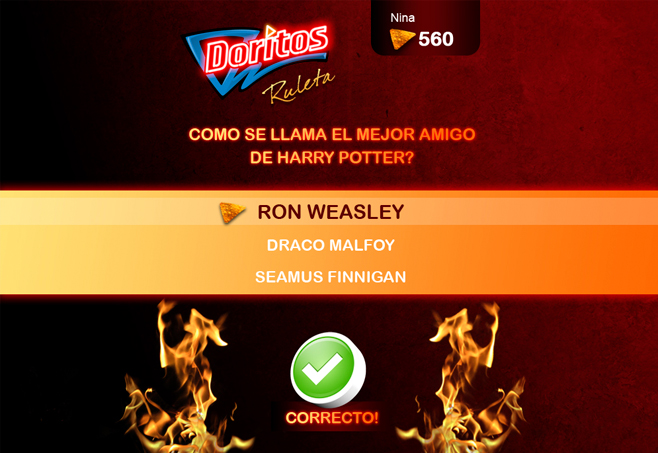 Nina
560
Doritos
Ruleta
COMO SE LLAMA EL MEJOR AMIGO
DE HARRY POTTER?
RON WEASLEY
DRACO MALFOY
SEAMUS FINNIGAN
CORRECTO!